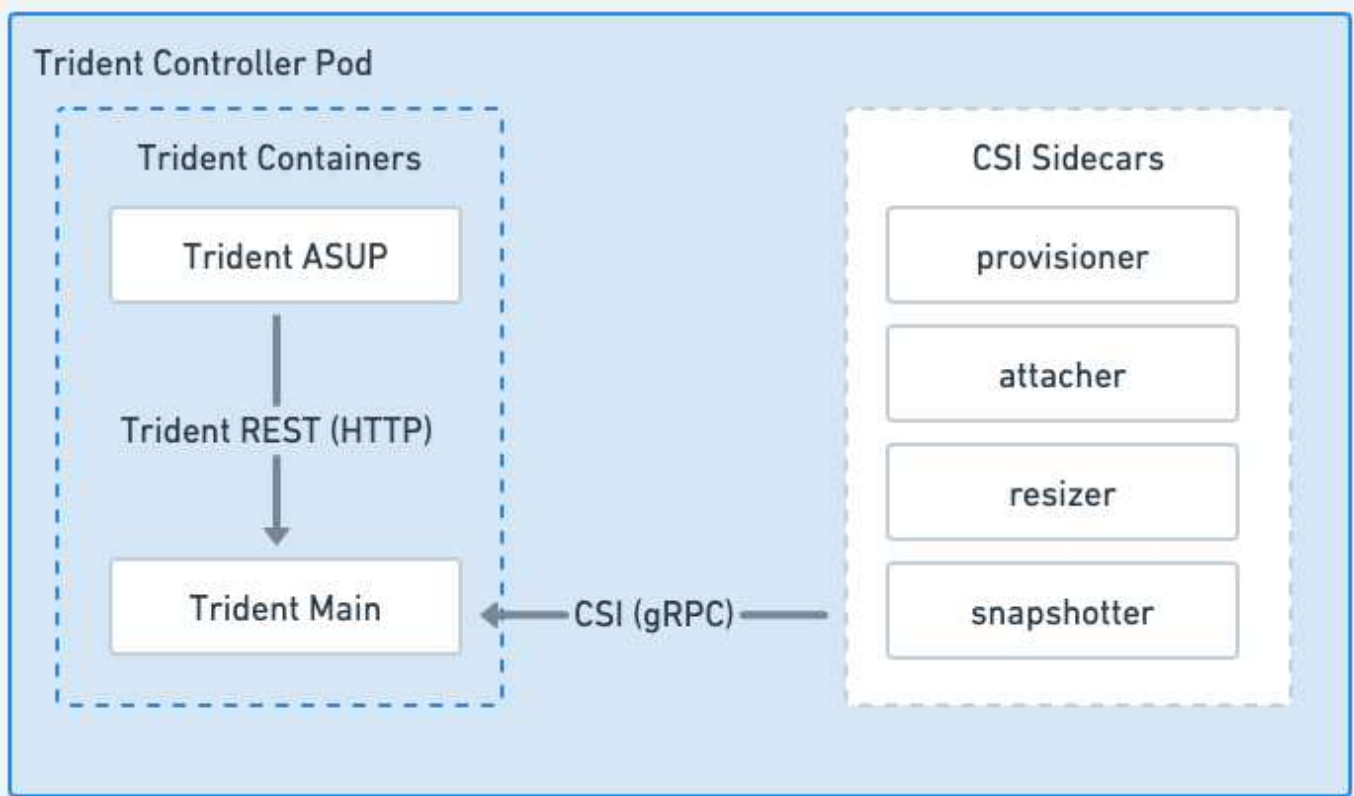 Trident Controller Pod
Trident Containers
Trident ASUP
Trident REST (HTTP)
Trident Main
CSI (gRPC)
CSI Sidecars
provisioner
attacher
resizer
snapshotter